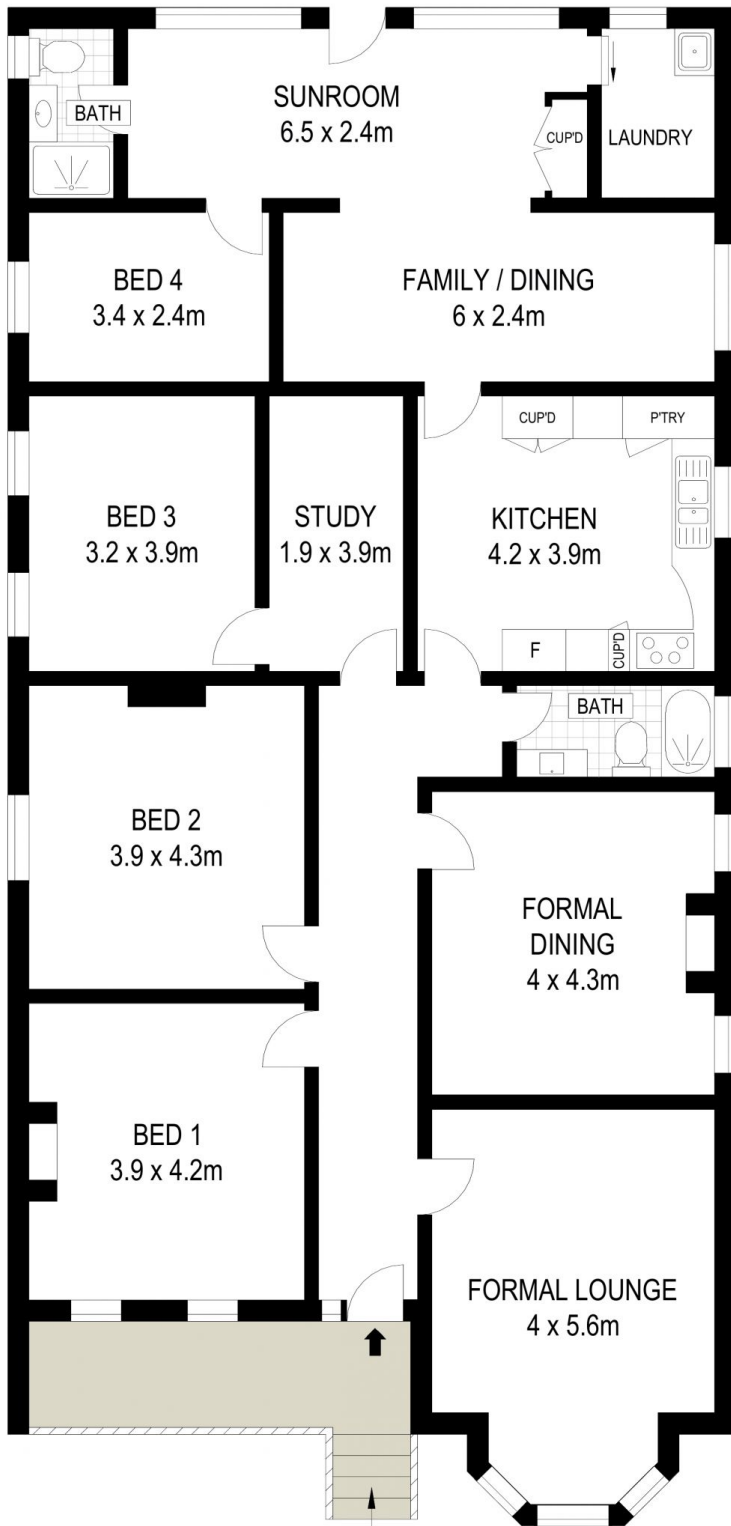 BATH
SUNROOM
6.5 x 2.4m
CUP'D
LAUNDRY
BED 4
3.4 x 2.4m
FAMILY / DINING
6 x 2.4m
CUP'D
P'TRY
BED 3
3.2 x 3.9m
STUDY
1.9 x 3.9m
KITCHEN
4.2 x 3.9m
F
CUP'D
BATH
BED 2
3.9 x 4.3m
FORMAL
DINING
4 x 4.3m
BED 1
3.9 x 4.2m
FORMAL LOUNGE
4 x 5.6m